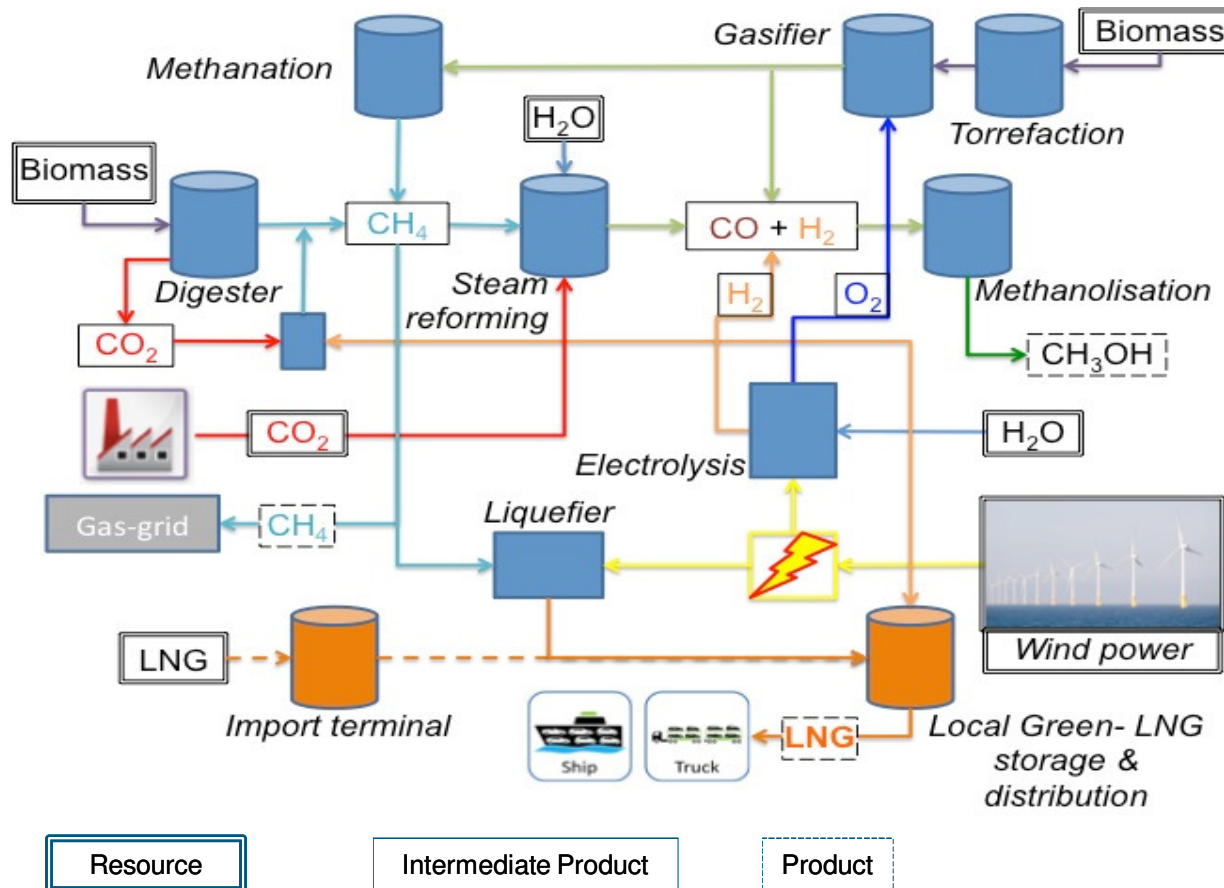 Biomass
Gasifier
Methanation
H₂O
Torrefaction
Biomass
CH₄
CO + H₂
Digester
Steam
reforming
H₂
O₂
Methanolisation
CO₂
CH₃OH
CO₂
H₂O
Electrolysis
Gas-grid
CH₄
Liquefier
LNG
Wind power
Import terminal
Ship
Truck
LNG
Local Green- LNG
storage &
distribution
Resource
Intermediate Product
Product